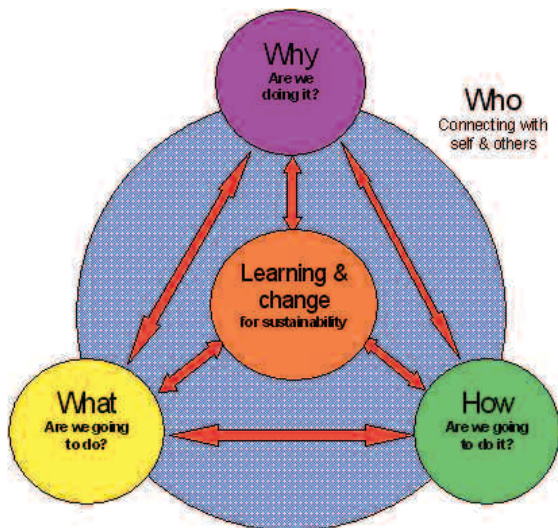 Why
Are we
doing it?
Who
Connecting with
self & others
Learning &
change
for sustainability
What
Are we going
to do?
How
Are we going
to do it?